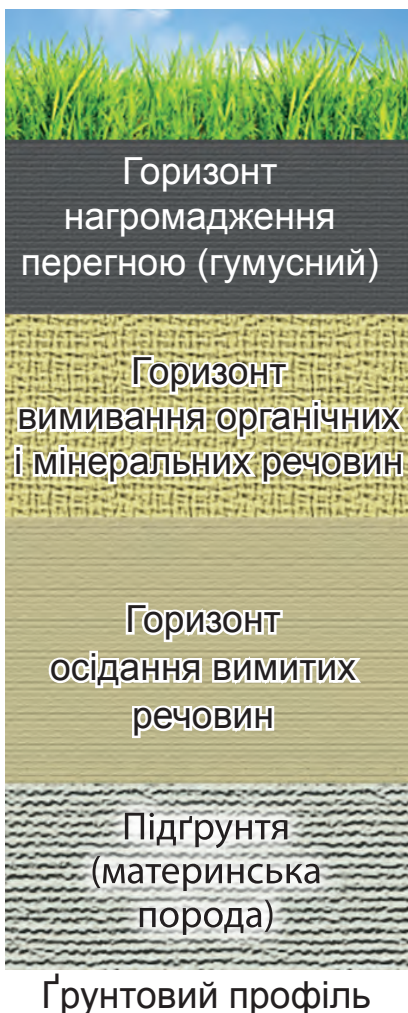 Горизонт
нагромадження
перегною (гумусний)
Горизонт
вимивання органічних
і мінеральних речовин
Горизонт
осідання вимитих
речовин
Підґрунтя
(материнська
порода)
Ґрунтовий профіль